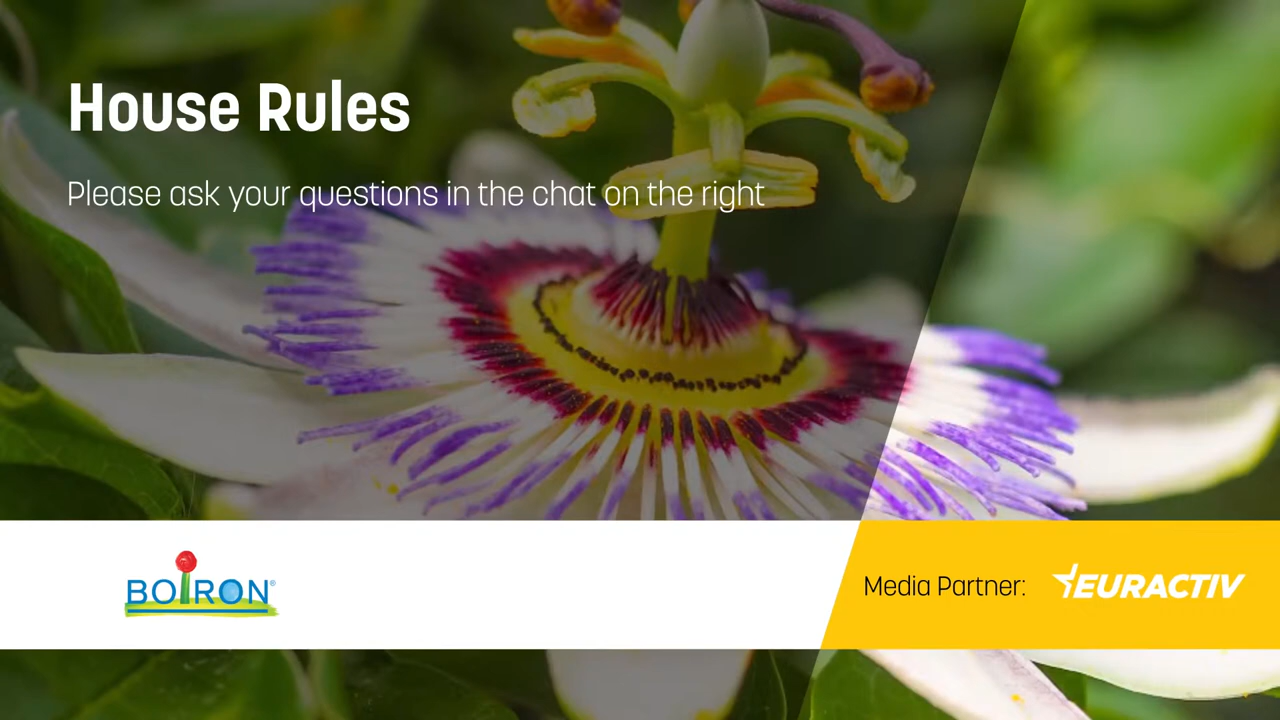 House Rules
Please ask your questions in the chat on the right
BOIRON®
Media Partner: EURACTIV